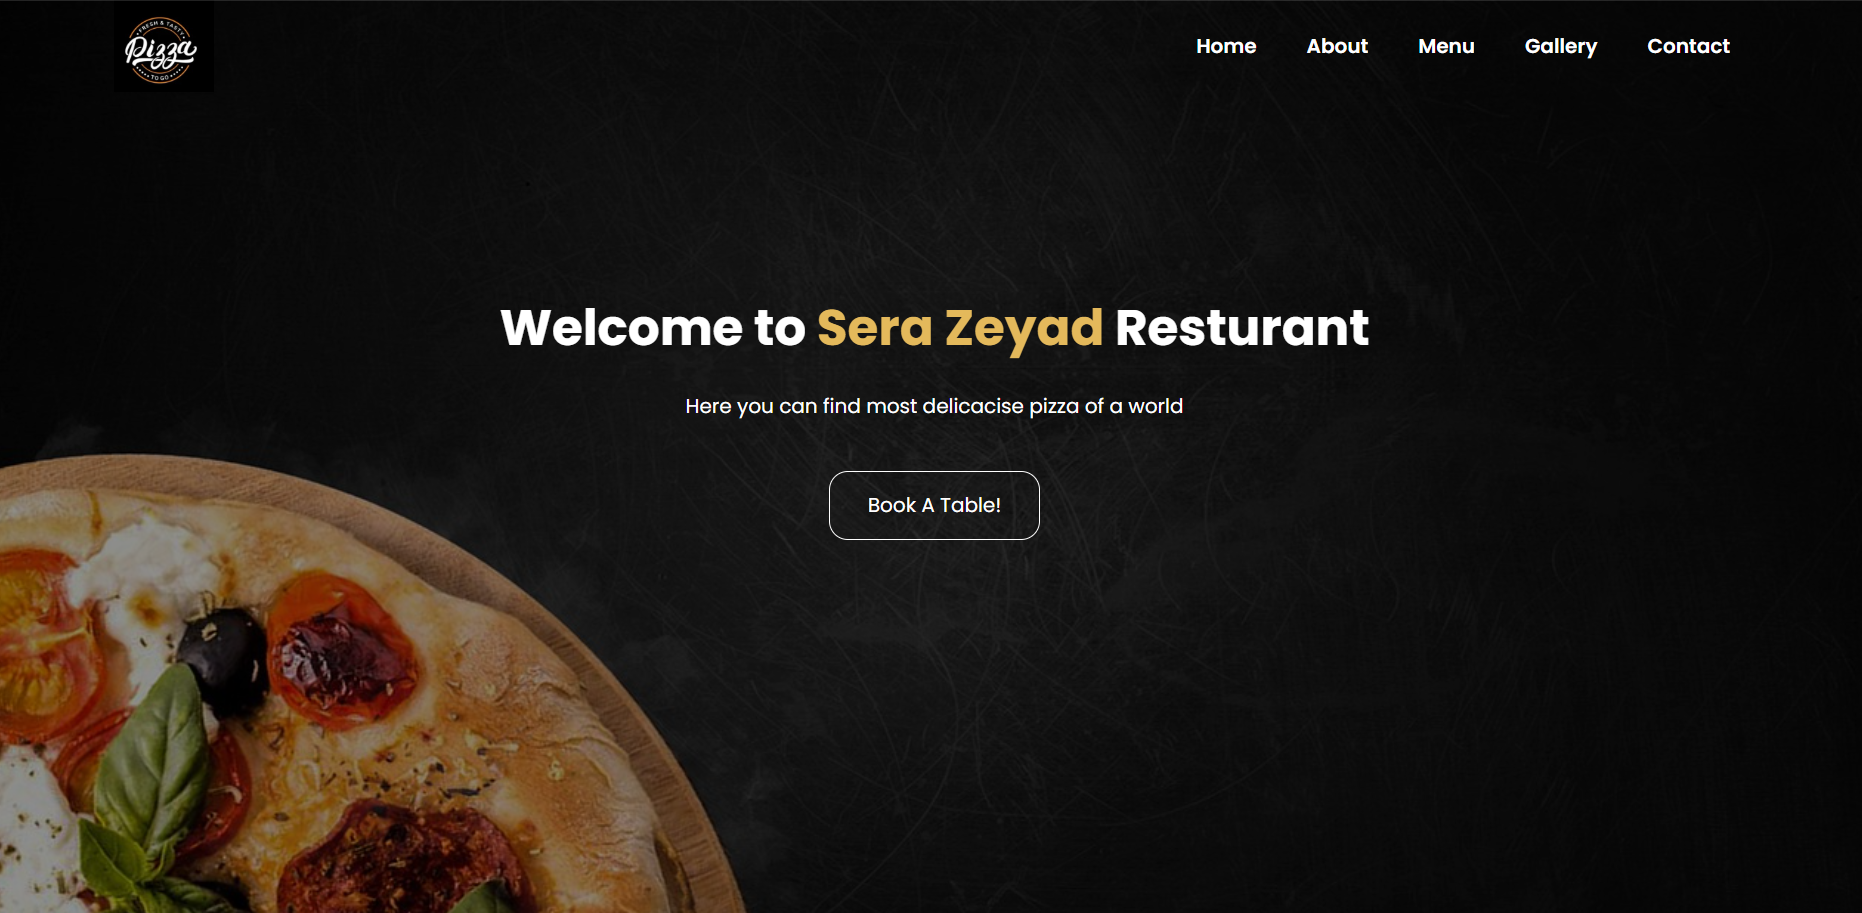 FRESH & TASTY
Pizza
TO GO
Home About Menu Gallery Contact
Welcome to Sera Zeyad Resturant
Here you can find most delicacise pizza of a world
Book A Table!